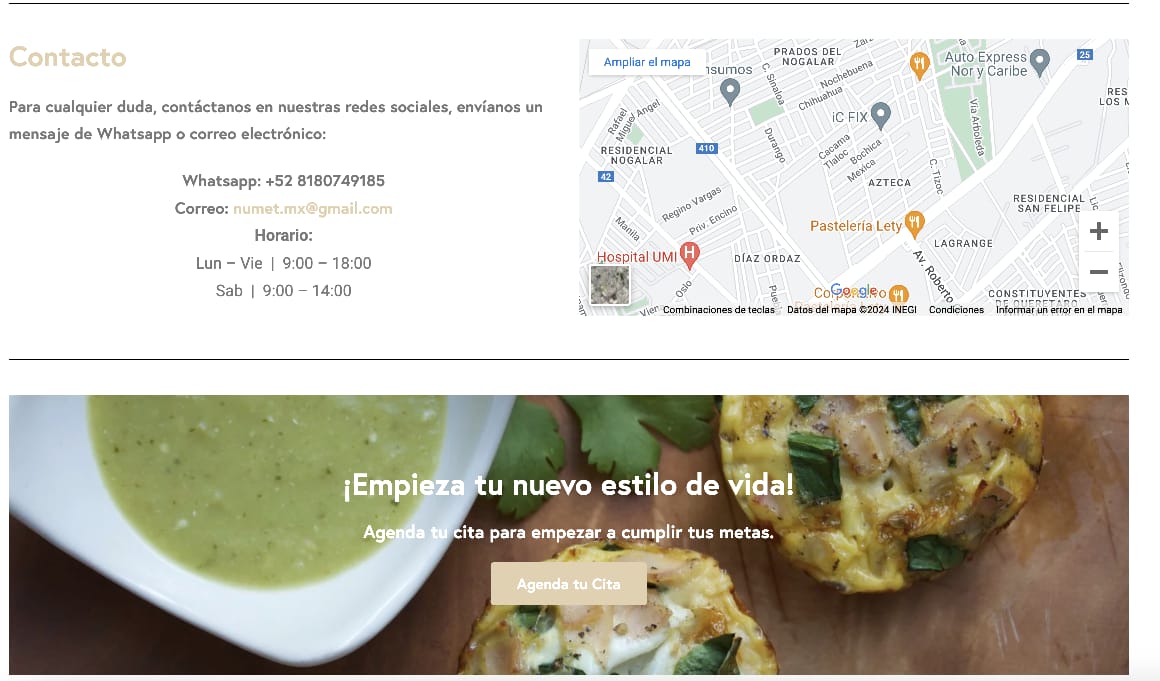 Contacto
Para cualquier duda, contáctanos en nuestras redes sociales, envíanos un
mensaje de Whatsapp o correo electrónico:
Whatsapp: +52 8180749185
Correo: numet.mx@gmail.com
Horario:
Lun – Vie | 9:00 – 18:00
Sab | 9:00 – 14:00
Ampliar el mapa
nsumos
PRADOS DEL
NOGALAR
Nochebuena
C. Sinaloa
Chihuahua
Auto Express
Nor y Caribe
25
RES
LOS M
Rafael
Miguel Angel
iC FIX
Vía Arboleda
RESIDENCIAL
NOGALAR
410
Durango
Cacama
Tlaloc
Bochica
Mexica
42
AZTECA
C. Tizoc
Regino Vargas
Priv. Encino
RESIDENCIAL
SAN FELIPE
Manila
Pastelería Lety
LAGRANGE
Hospital UMI
H
DÍAZ ORDAZ
Av. Roberto
Oslo
Google
CONSTITUYENTES
DE QUERETARO
Combinaciones de teclas
Datos del mapa ©2024 INEGI
Condiciones
Informar un error en el mapa
¡Empieza tu nuevo estilo de vida!
Agenda tu cita para empezar a cumplir tus metas.
Agenda tu Cita